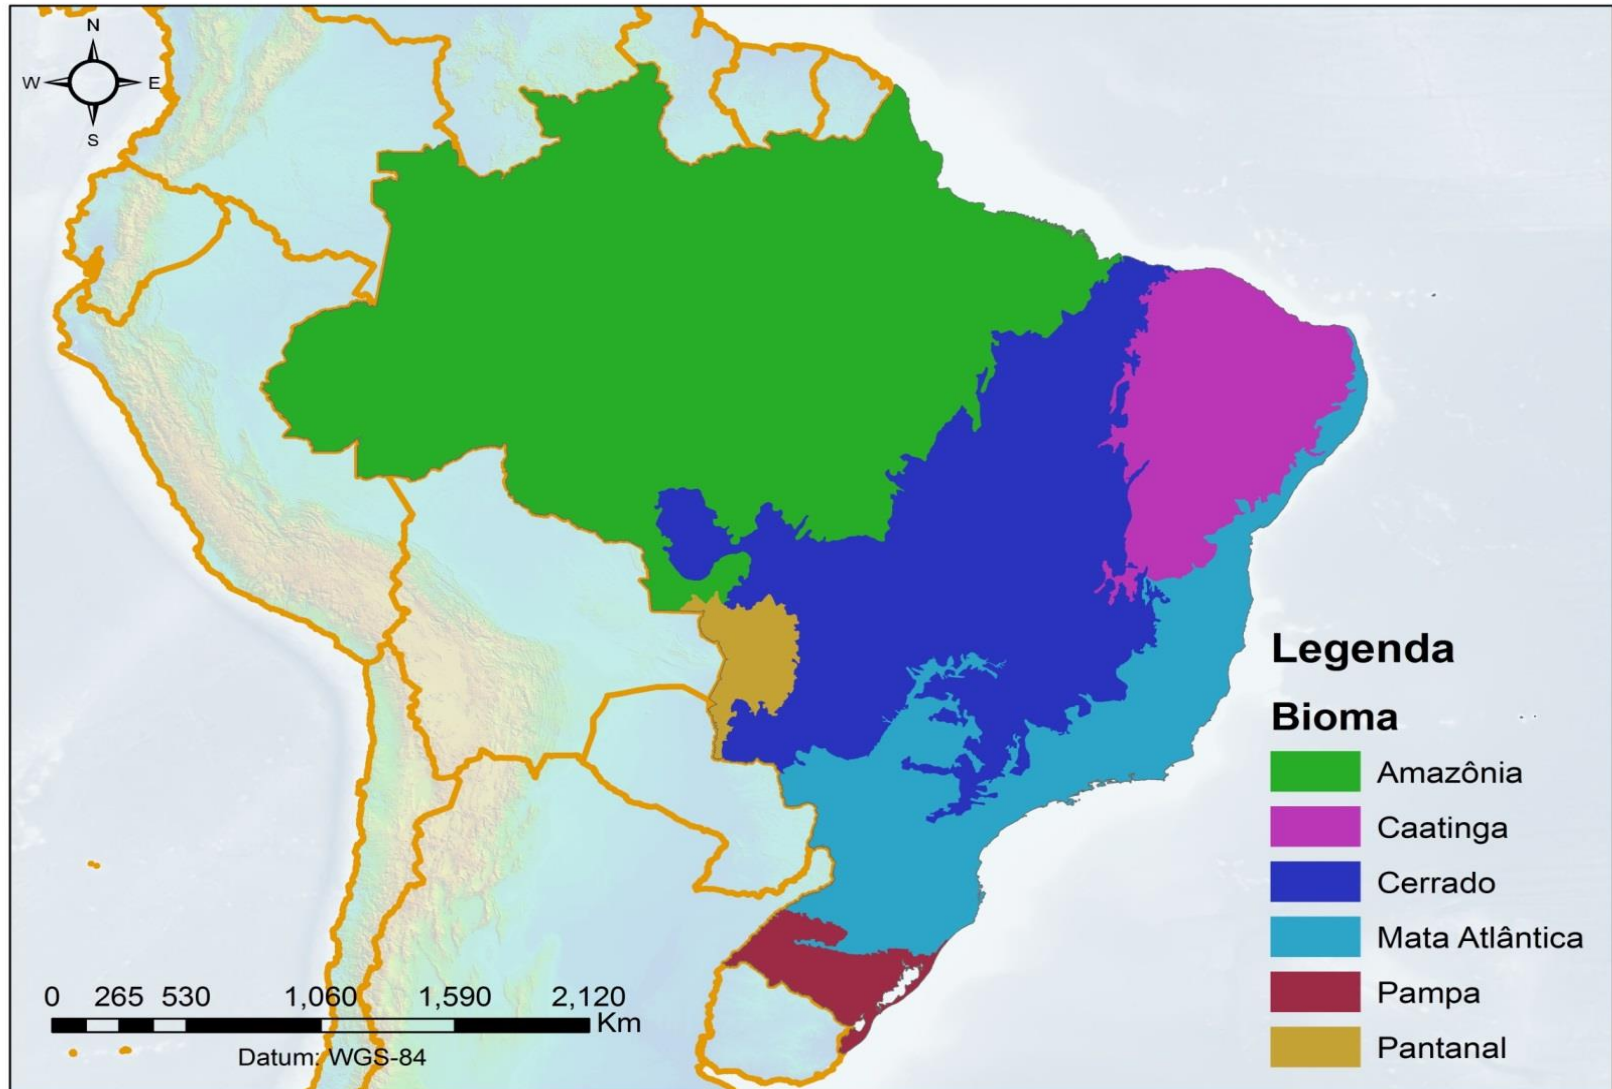 N
W E
S
Legenda
Bioma
Amazônia
Caatinga
Cerrado
Mata Atlântica
Pampa
Pantanal
0 265 530 1,060 1,590 2,120
Km
Datum: WGS-84